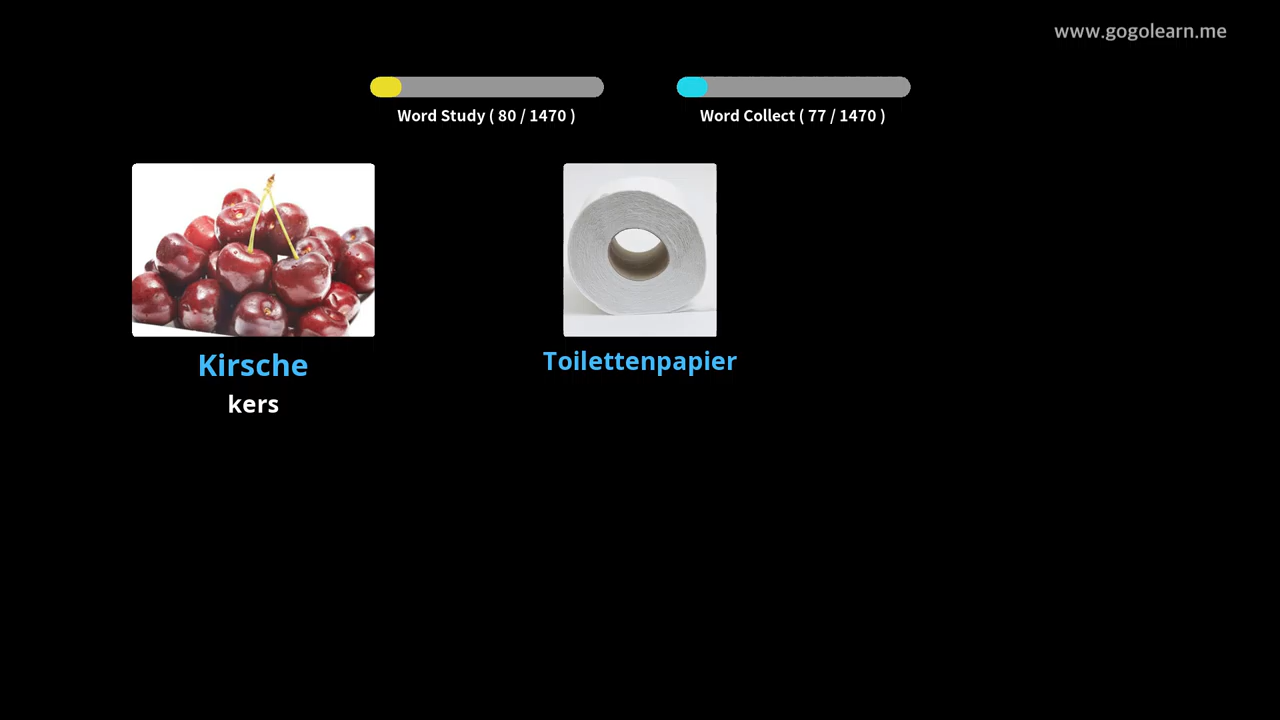 www.gogolearn.me
Word Study ( 80 / 1470 )
Word Collect ( 77 / 1470 )
Kirsche
kers
Toilettenpapier